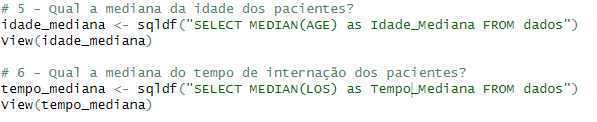 # 5 - Qual a mediana da idade dos pacientes?
idade_mediana <- sqldf("SELECT MEDIAN(AGE) as Idade_Mediana FROM dados")
View(idade_mediana)
# 6 - Qual a mediana do tempo de internação dos pacientes?
tempo_mediana <- sqldf("SELECT MEDIAN(LOS) as Tempo_Mediana FROM dados")
View(tempo_mediana)